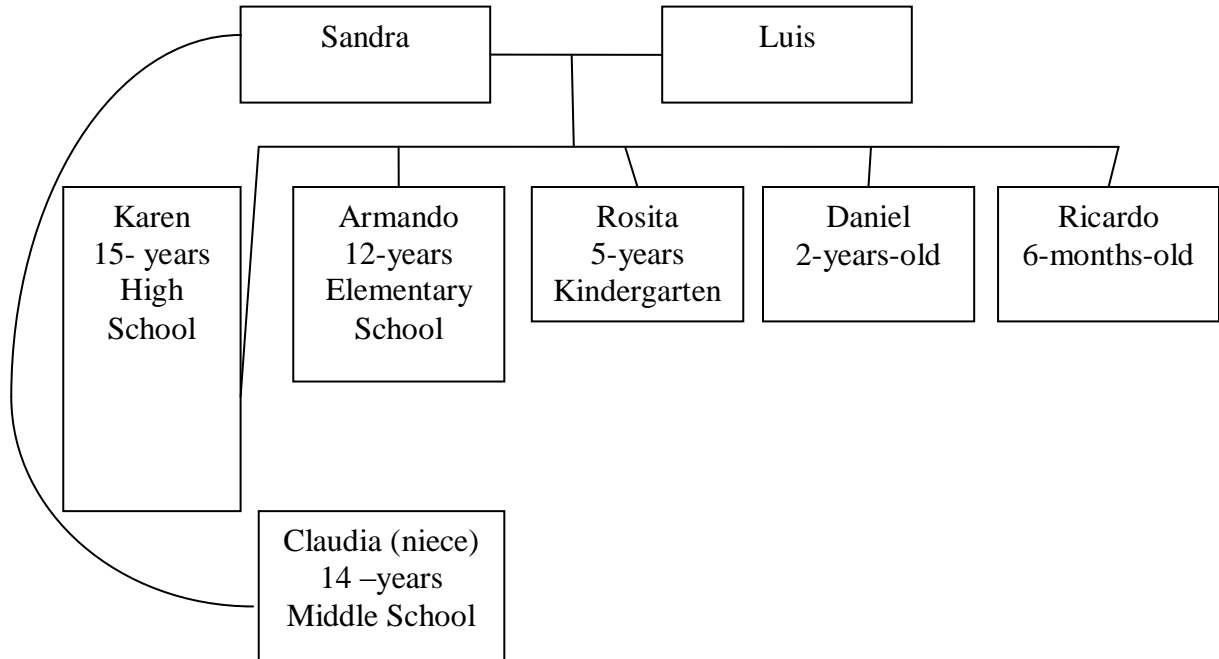 Sandra
Luis
Karen
15- years
High
School
Armando
12-years
Elementary
School
Rosita
5-years
Kindergarten
Daniel
2-years-old
Ricardo
6-months-old
Claudia (niece)
14 –years
Middle School